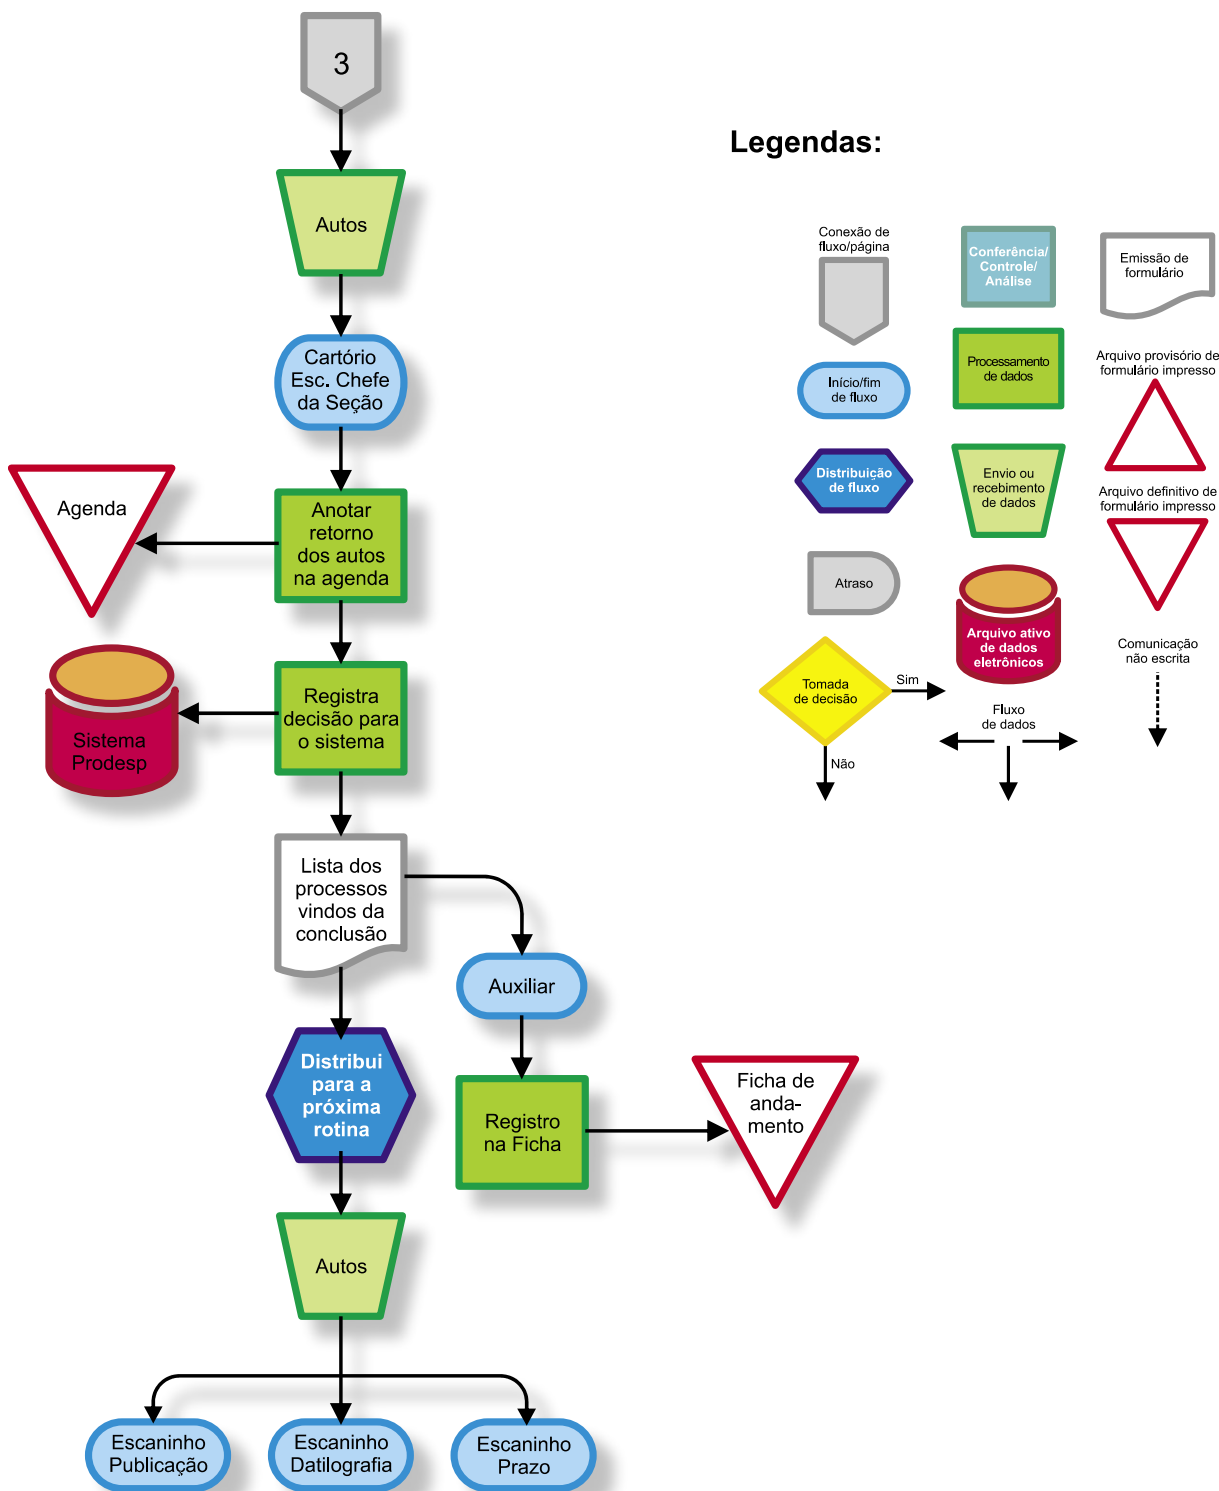 3
Autos
Cartório
Esc. Chefe
da Seção
Agenda
Anotar
retorno
dos autos
na agenda
Sistema
Prodesp
Registra
decisão para
o sistema
Lista dos
processos
vindos da
conclusão
Auxiliar
Distribui
para a
próxima
rotina
Registro
na Ficha
Ficha de
anda-
mento
Autos
Escaninho
Publicação
Escaninho
Datilografia
Escaninho
Prazo
Legendas:
Conexão de
fluxo/página
Início/fim
de fluxo
Distribuição
de fluxo
Atraso
Tomada
de decisão
Sim
Não
Conferência/
Controle/
Análise
Processamento
de dados
Envio ou
recebimento
de dados
Arquivo ativo
de dados
eletrônicos
Fluxo
de dados
Emissão de
formulário
Arquivo provisório de
formulário impresso
Arquivo definitivo de
formulário impresso
Comunicação
não escrita